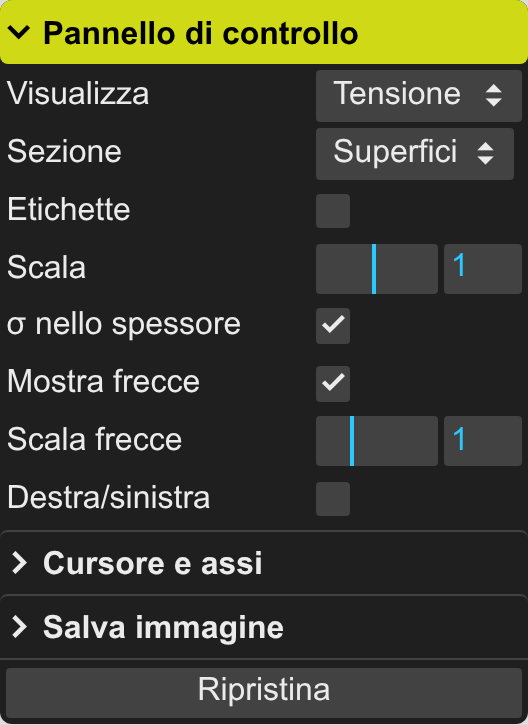 Pannello di controllo
Visualizza Tensione
Sezione Superfici
Etichette
Scala 1
σ nello spessore
Mostra frecce
Scala frecce 1
Destra/sinistra
Cursore e assi
Salva immagine
Ripristina